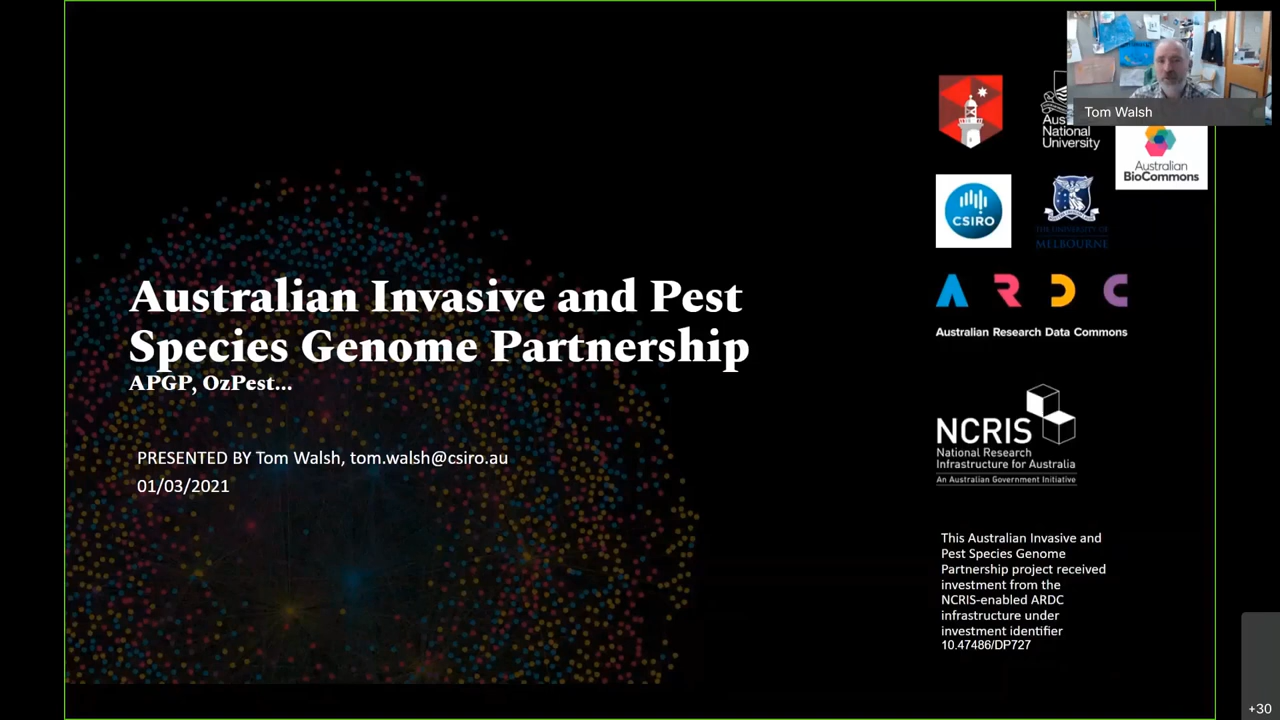 Australian Invasive and Pest
Species Genome Partnership
APGP, OzPest...
PRESENTED BY Tom Walsh, tom.walsh@csiro.au
01/03/2021
National
University
Tom Walsh
Australian
BioCommons
CSIRO
THE UNIVERSITY OF
MELBOURNE
A R D C
Australian Research Data Commons
NCRIS
National Research
Infrastructure for Australia
An Australian Government Initiative
This Australian Invasive and
Pest Species Genome
Partnership project received
investment from the
NCRIS-enabled ARDC
infrastructure under
investment identifier
10.47486/DP727
+30